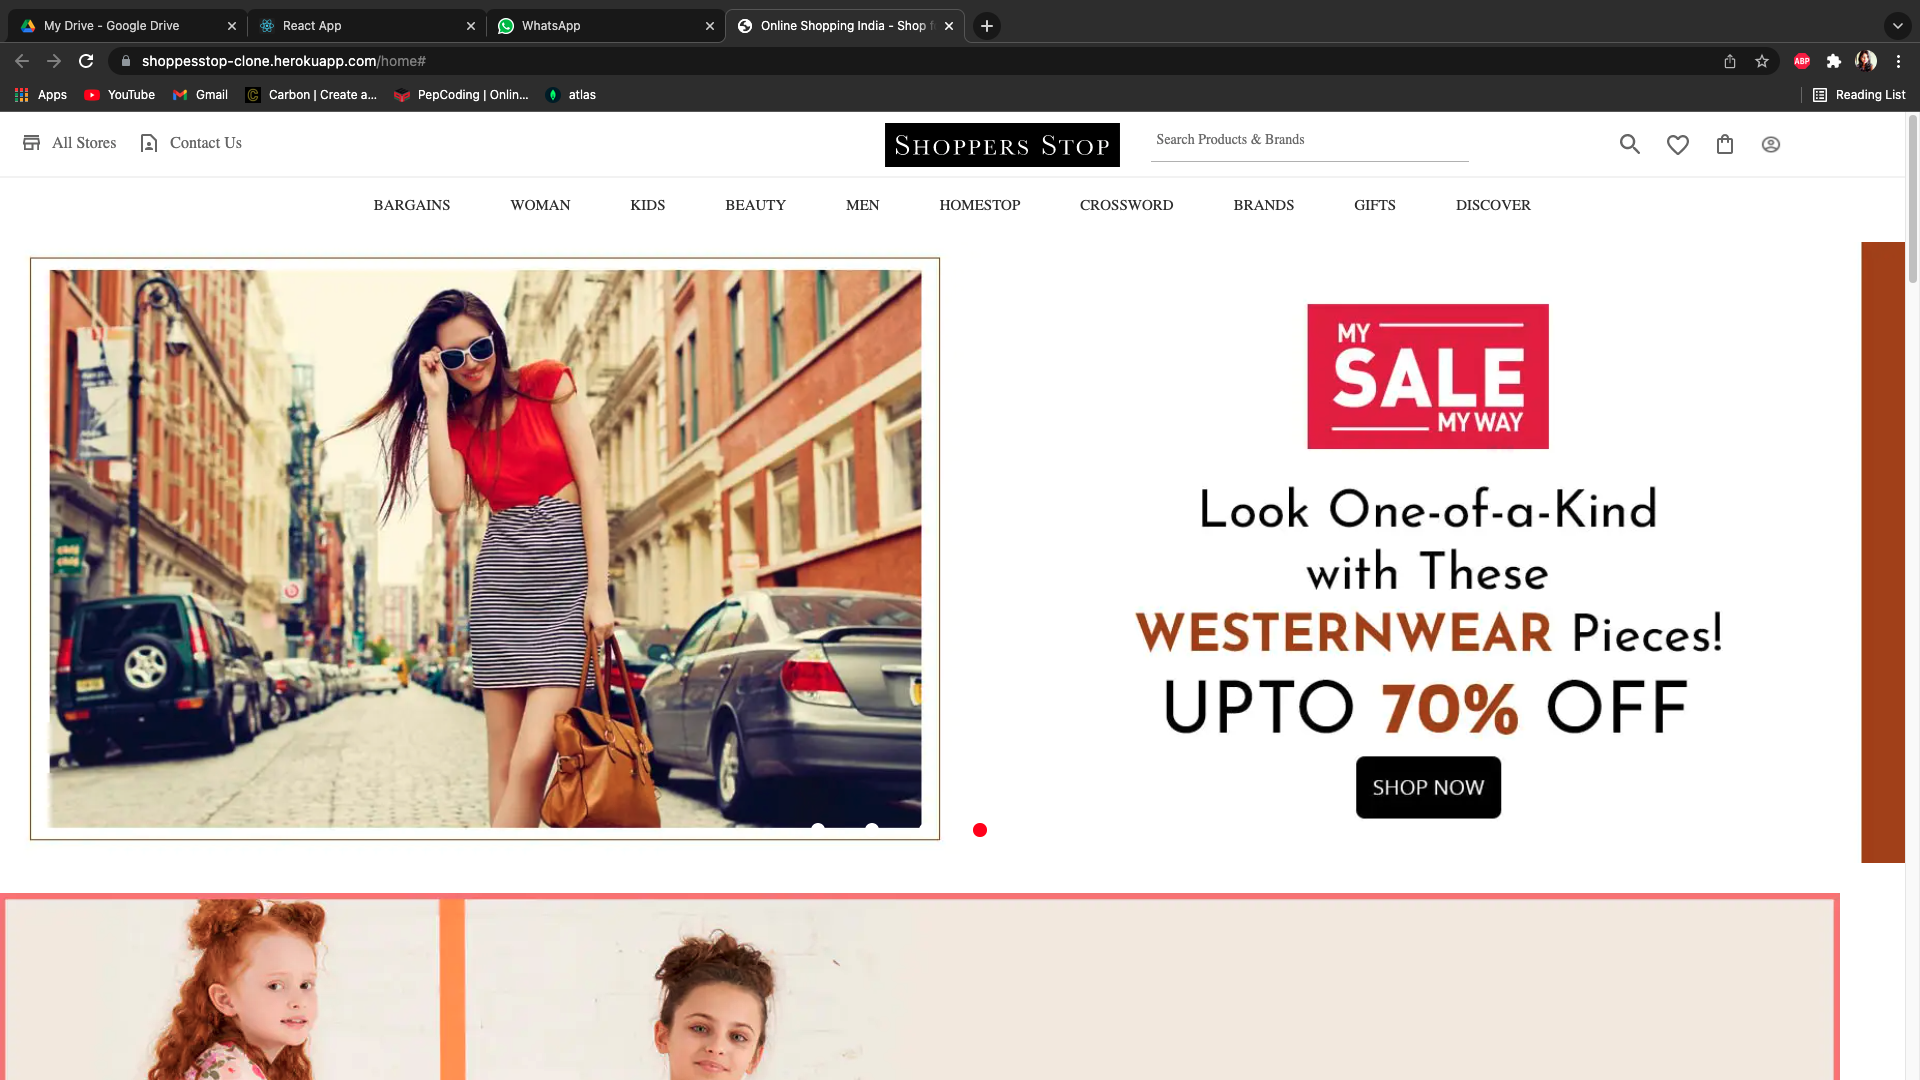 My Drive - Google Drive
React App
WhatsApp
Online Shopping India - Shop f
shoppesstop-clone.herokuapp.com/home#
ABP
Apps
YouTube
Gmail
Carbon | Create a...
PepCoding | Onlin...
atlas
Reading List
All Stores
Contact Us
SHOPPERS STOP
Search Products & Brands
BARGAINS
WOMAN
KIDS
BEAUTY
MEN
HOMESTOP
CROSSWORD
BRANDS
GIFTS
DISCOVER
MY
SALE
MY WAY
Look One-of-a-Kind
with These
WESTERNWEAR Pieces!
UPTO 70% OFF
SHOP NOW